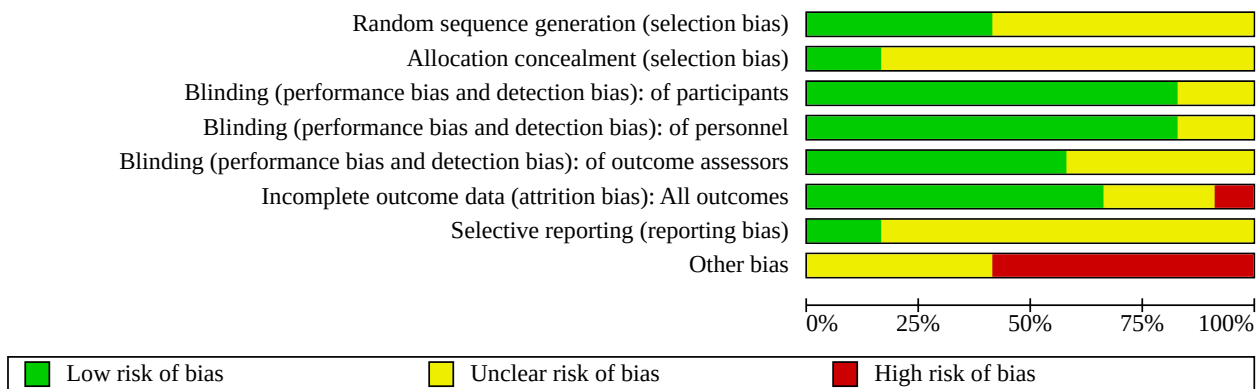 Random sequence generation (selection bias)
Allocation concealment (selection bias)
Blinding (performance bias and detection bias): of participants
Blinding (performance bias and detection bias): of personnel
Blinding (performance bias and detection bias): of outcome assessors
Incomplete outcome data (attrition bias): All outcomes
Selective reporting (reporting bias)
Other bias
0% 25% 50% 75% 100%
Low risk of bias Unclear risk of bias High risk of bias